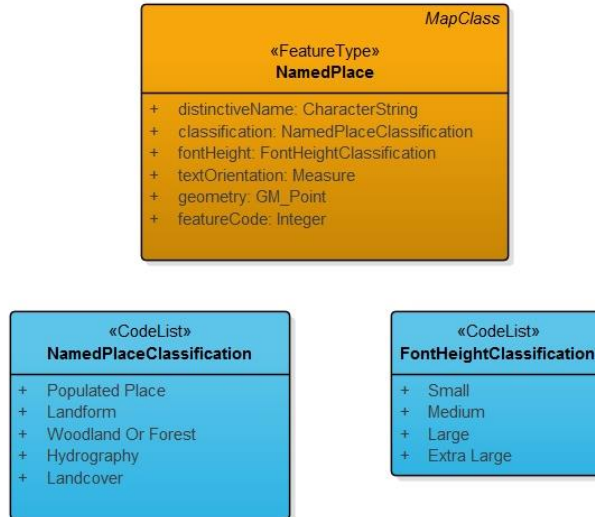 MapClass
«FeatureType»
NamedPlace
+ distinctiveName: CharacterString
+ classification: NamedPlaceClassification
+ fontHeight: FontHeightClassification
+ textOrientation: Measure
+ geometry: GM_Point
+ featureCode: Integer
«CodeList»
NamedPlaceClassification
+ Populated Place
+ Landform
+ Woodland Or Forest
+ Hydrography
+ Landcover
«CodeList»
FontHeightClassification
+ Small
+ Medium
+ Large
+ Extra Large